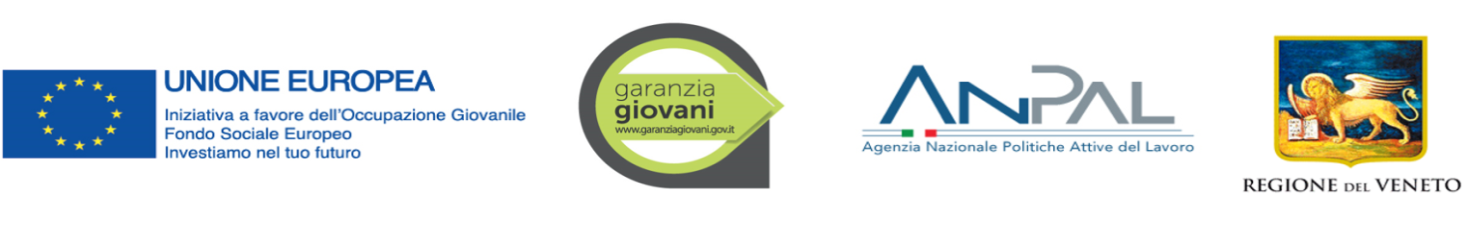 UNIONE EUROPEA
Iniziativa a favore dell'Occupazione Giovanile
Fondo Sociale Europeo
Investiamo nel tuo futuro
garanzia
giovani
www.garanziagiovani.gov.it
ANPAL
Agenzia Nazionale Politiche Attive del Lavoro
REGIONE DEL VENETO